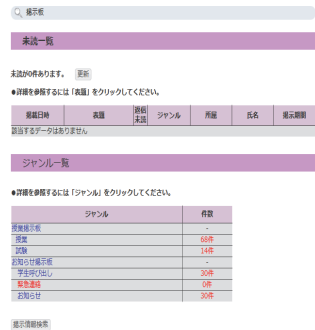 掲示板
未読一覧
未読が0件あります。 更新
●詳細を参照するには「表題」をクリックしてください。
掲載日時 表題 返信未読 ジャンル 所属 氏名 掲示期間
該当するデータはありません
ジャンル一覧
●詳細を参照するには「ジャンル」をクリックしてください。
ジャンル 件数
授業掲示板 -
授業 68件
試験 14件
お知らせ掲示板 -
学生呼び出し 30件
緊急連絡 0件
お知らせ 30件
掲示情報検索